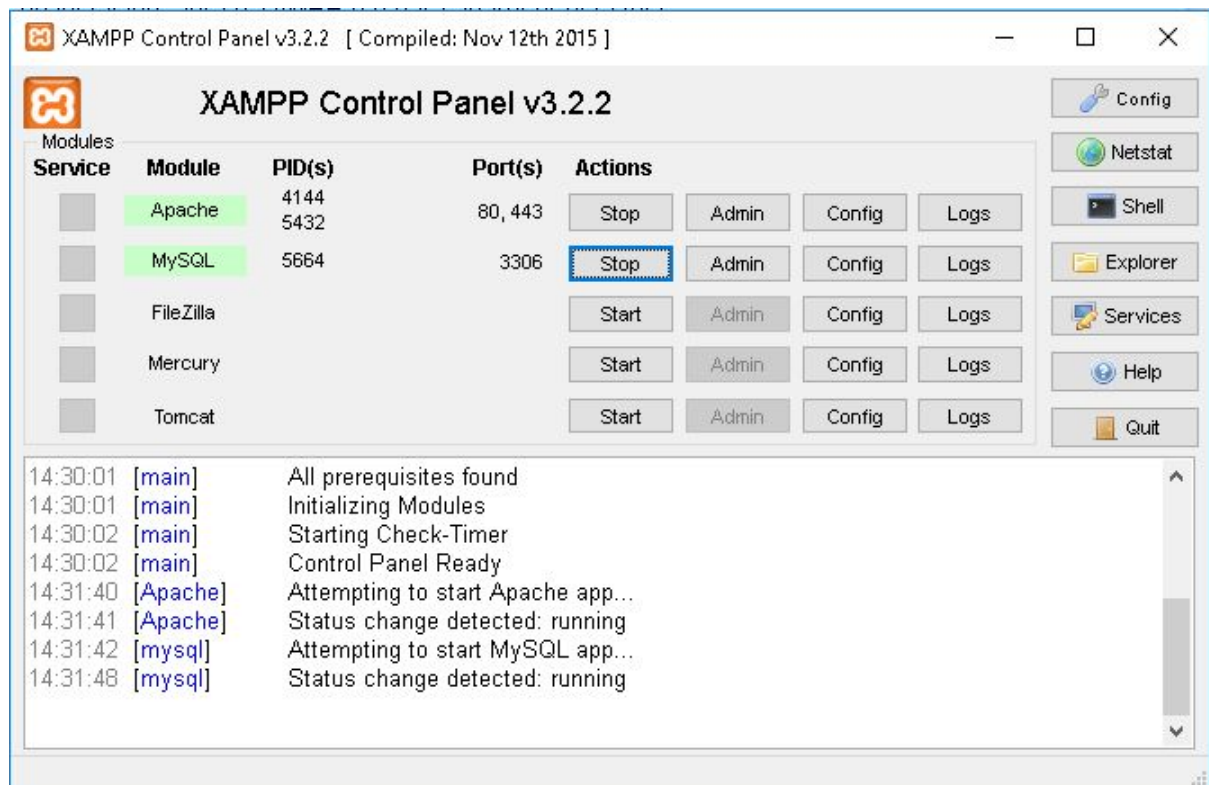 XAMPP Control Panel v3.2.2 [ Compiled: Nov 12th 2015 ]
XAMPP Control Panel v3.2.2
Config
Modules
Service Module PID(s) Port(s) Actions
Netstat
Apache 4144 5432 80, 443 Stop Admin Config Logs
Shell
MySQL 5664 3306 Stop Admin Config Logs
Explorer
FileZilla Start Admin Config Logs
Services
Mercury Start Admin Config Logs
Help
Tomcat Start Admin Config Logs
Quit
14:30:01 [main] All prerequisites found
14:30:01 [main] Initializing Modules
14:30:02 [main] Starting Check-Timer
14:30:02 [main] Control Panel Ready
14:31:40 [Apache] Attempting to start Apache app...
14:31:41 [Apache] Status change detected: running
14:31:42 [mysql] Attempting to start MySQL app...
14:31:48 [mysql] Status change detected: running